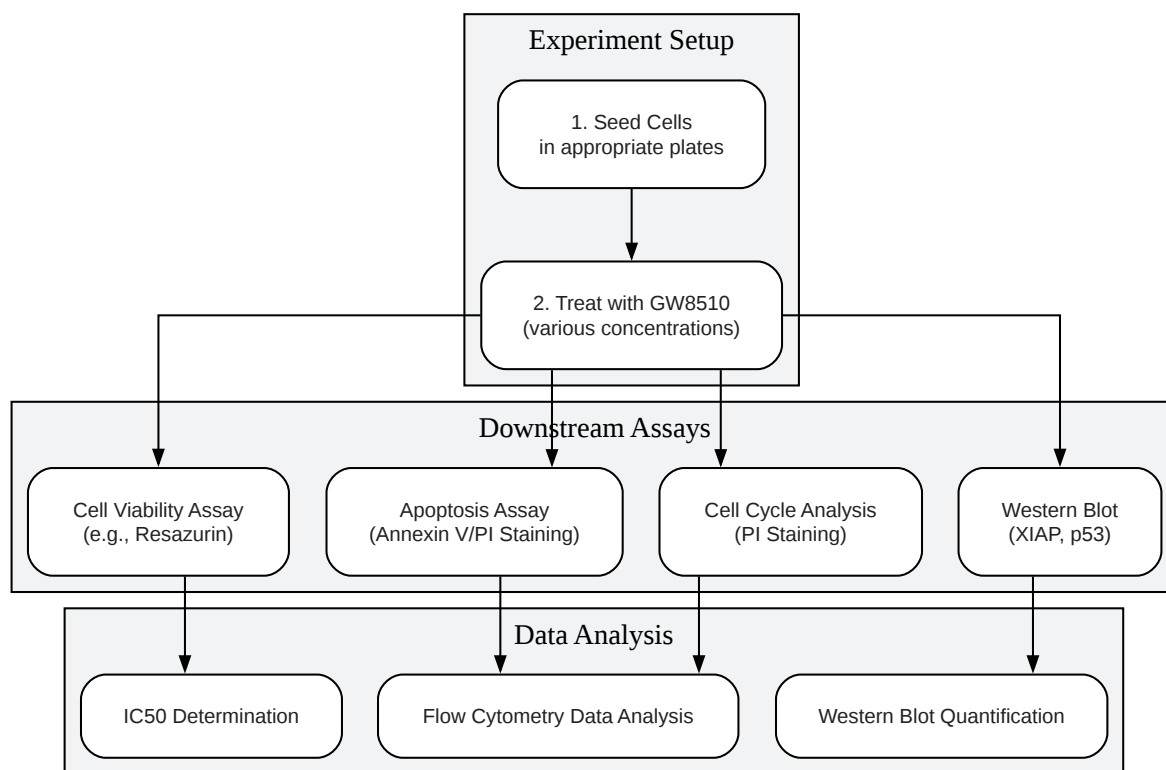 Experiment Setup
1. Seed Cells
in appropriate plates
2. Treat with GW8510
(various concentrations)
Downstream Assays
Cell Viability Assay
(e.g., Resazurin)
Apoptosis Assay
(Annexin V/PI Staining)
Cell Cycle Analysis
(PI Staining)
Western Blot
(XIAP, p53)
Data Analysis
IC50 Determination
Flow Cytometry Data Analysis
Western Blot Quantification